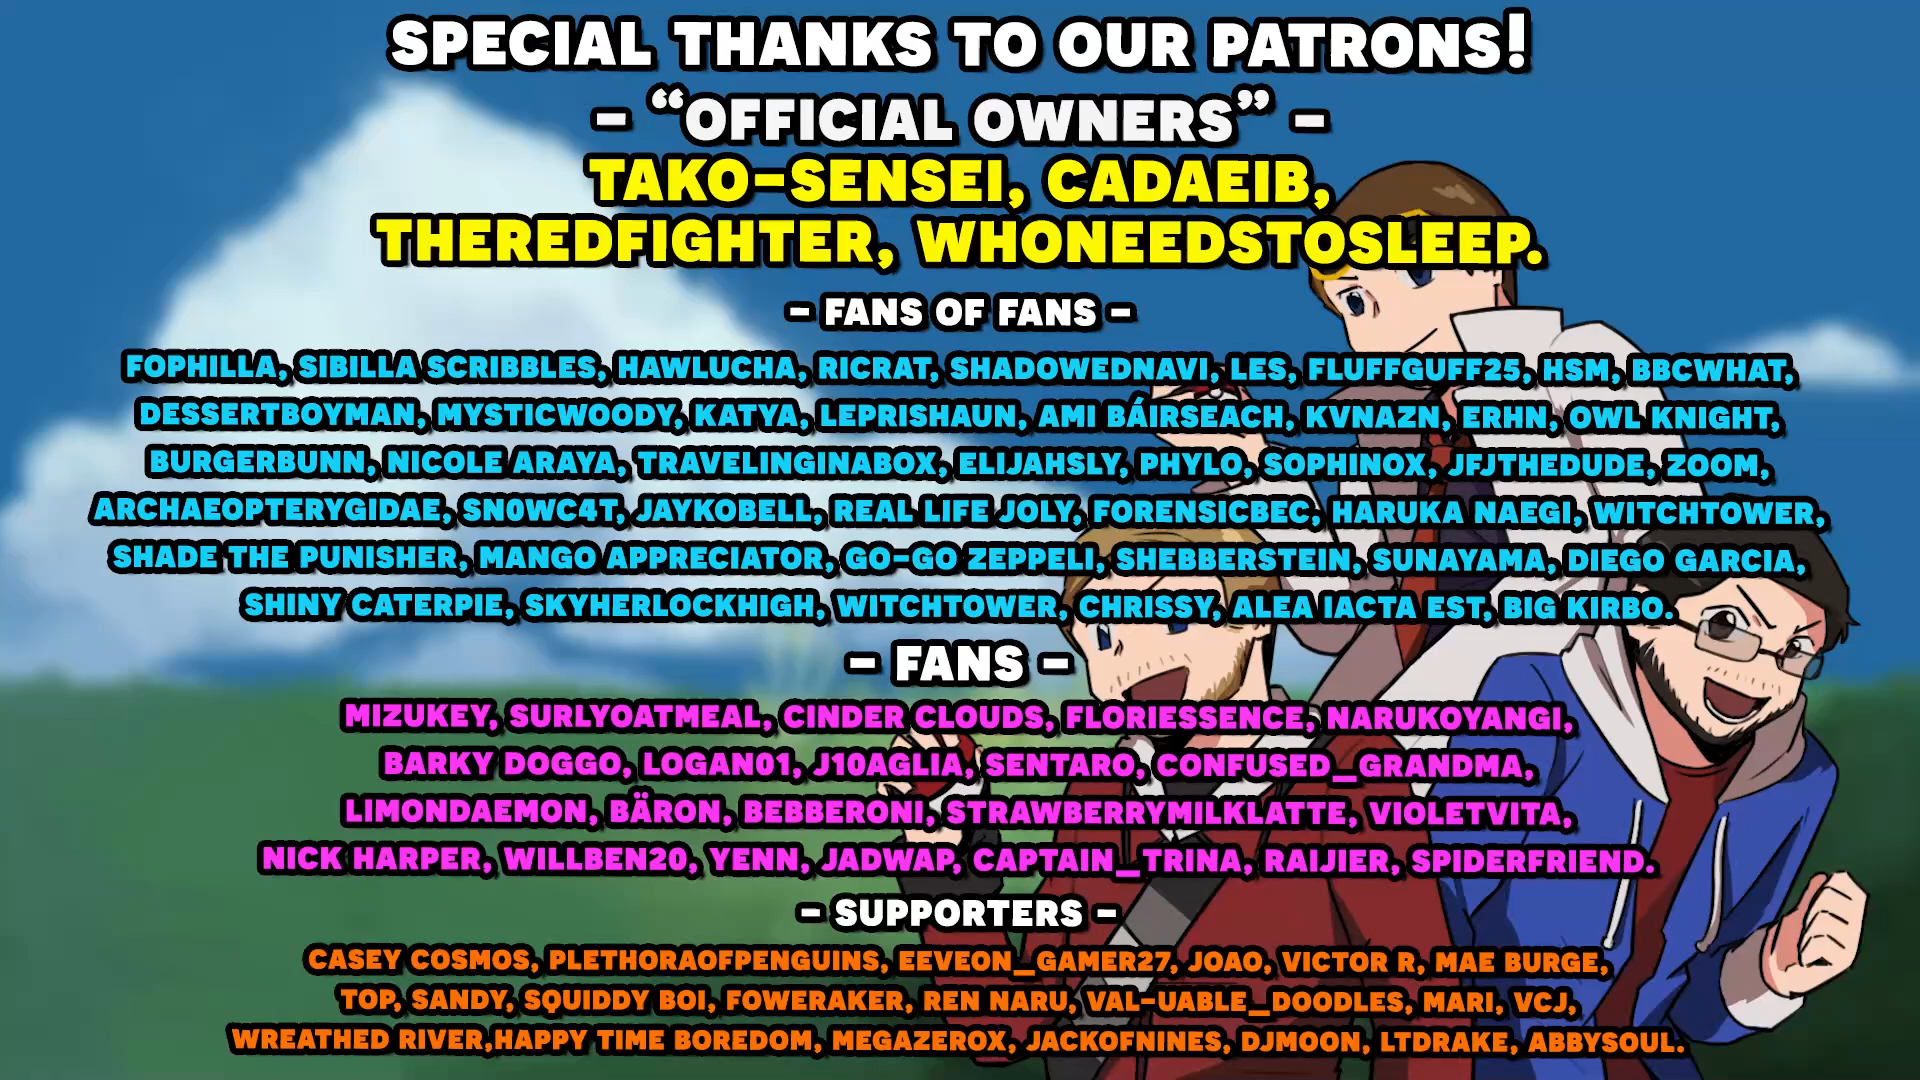 SPECIAL THANKS TO OUR PATRONS!
- “OFFICIAL OWNERS” -
TAKO-SENSEI, CADAEIB,
THEREDFIGHTER, WHONEEDSTOSLEEP.
- FANS OF FANS -
FOPHILLA, SIBILLA SCRIBBLES, HAWLUCHA, RICRAT, SHADOWEDNAVI, LES, FLUFFGUFF25, HSM, BBCWHAT,
DESSERTBOYMAN, MYSTICWOODY, KATYA, LEPRISHAUN, AMI BÁIRSEACH, KVNAZN, ERHN, OWL KNIGHT,
BURGERBUNN, NICOLE ARAYA, TRAVELINGINABOX, ELIJAHSLY, PHYLO, SOPHINOX, JFJTHEDUDE, ZOOM,
ARCHAEOPTERYGIDAE, SN0WC4T, JAYKOBELL, REAL LIFE JOLY, FORENSICBEC, HARUKA NAEGI, WITCHTOWER,
SHADE THE PUNISHER, MANGO APPRECIATOR, GO-GO ZEPPELI, SHEBBERSTEIN, SUNAYAMA, DIEGO GARCIA,
SHINY CATERPIE, SKYHERLOCKHIGH, WITCHTOWER, CHRISSY, ALEA IACTA EST, BIG KIRBO.
- FANS -
MIZUKEY, SURLYOATMEAL, CINDER CLOUDS, FLORIESSENCE, NARUKOYANGI,
BARKY DOGGO, LOGAN01, J10AGLIA, SENTARO, CONFUSED_GRANDMA,
LIMONDAEMON, BÄRON, BEBBERONI, STRAWBERRYMILKLATTE, VIOLETVITA,
NICK HARPER, WILLBEN20, YENN, JADWAP, CAPTAIN_TRINA, RAIJIER, SPIDERFRIEND.
- SUPPORTERS -
CASEY COSMOS, PLETHORAOFPENGUINS, EEVEON_GAMER27, JOAO, VICTOR R, MAE BURGE,
TOP, SANDY, SQUIDDY BOI, FOWERAKER, REN NARU, VAL-UABLE_DOODLES, MARI, VCJ,
WREATHED RIVER,HAPPY TIME BOREDOM, MEGAZEROX, JACKOFNINES, DJMOON, LTDRAKE, ABBYSOUL.